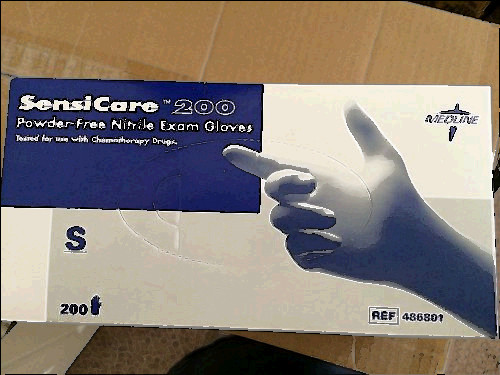 SensiCare™ 200
Powder-Free Nitrile Exam Gloves
Tested for use with Chemotherapy Drugs.
MEDLINE
S
200
REF 486801